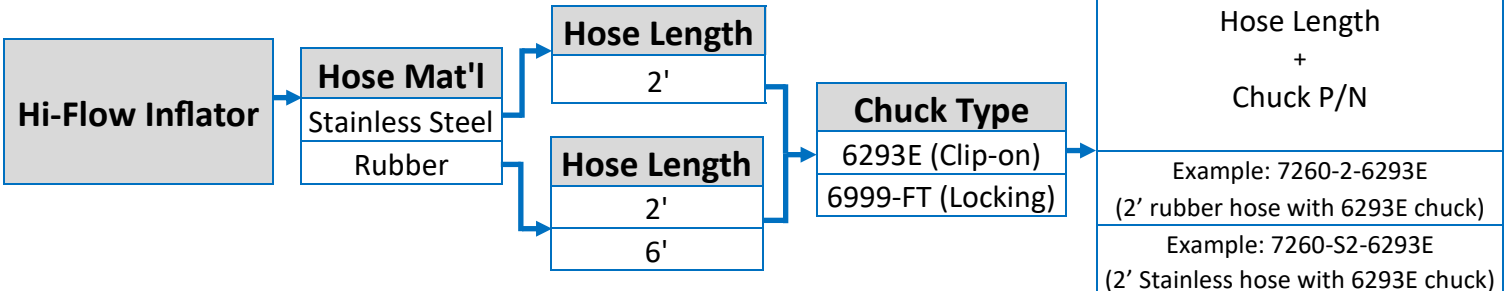 Hi-Flow Inflator
Hose Mat'l
Stainless Steel
Rubber
Hose Length
2'
Hose Length
2'
6'
Chuck Type
6293E (Clip-on)
6999-FT (Locking)
Hose Length
+
Chuck P/N
Example: 7260-2-6293E
(2’ rubber hose with 6293E chuck)
Example: 7260-S2-6293E
(2’ Stainless hose with 6293E chuck)